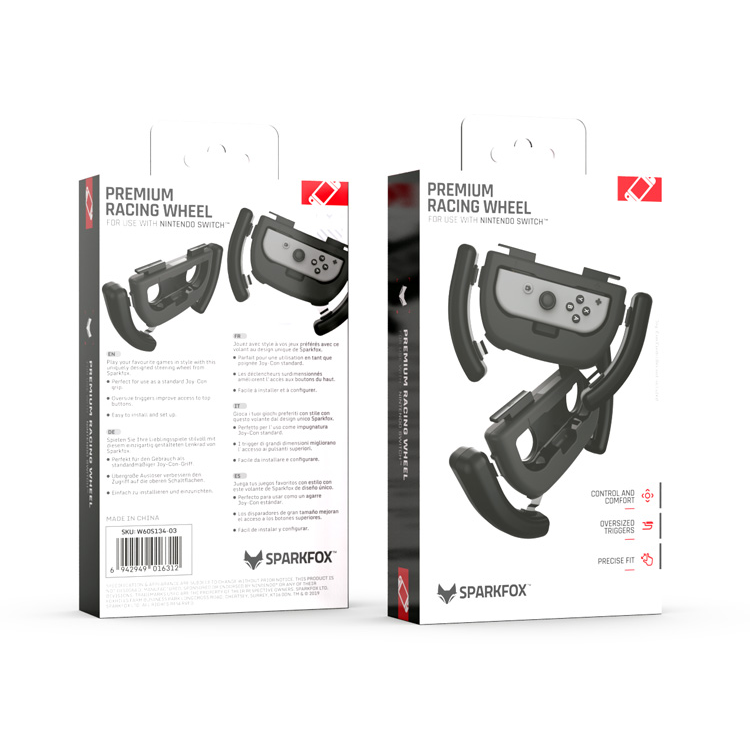 PREMIUM
RACING WHEEL
FOR USE WITH NINTENDO SWITCH™
EN
Play your favourite games in style with this
uniquely designed steering wheel from
Sparkfox.
• Perfect for use as a standard Joy-Con
grip.
• Oversize triggers improve access to top
buttons.
• Easy to install and set up.
DE
Spielen Sie Ihre Lieblingsspiele stilvoll mit
diesem einzigartig gestalteten Lenkrad von
Sparkfox.
• Perfekt für den Gebrauch als
standardmäßiger Joy-Con-Griff.
• Übergroße Auslöser verbessern den
Zugriff auf die oberen Schaltflächen.
• Einfach zu installieren und einzurichten.
FR
Jouez avec style à vos jeux préférés avec ce
volant au design unique de Sparkfox.
• Parfait pour une utilisation en tant que
poignée Joy-Con standard.
• Les déclencheurs surdimensionnés
améliorent l'accès aux boutons du haut.
• Facile à installer et à configurer.
IT
Gioca i tuoi giochi preferiti con stile con
questo volante dal design unico Sparkfox.
• Perfetto per l'uso come impugnatura
Joy-Con standard.
• I trigger di grandi dimensioni migliorano
l'accesso ai pulsanti superiori.
• Facile da installare e configurare.
ES
Juega tus juegos favoritos con estilo con
este volante de Sparkfox de diseño único.
• Perfecto para usar como un agarre
Joy-Con estándar.
• Los disparadores de gran tamaño mejoran
el acceso a los botones superiores.
• Fácil de instalar y configurar.
MADE IN CHINA
SKU: W60S134-03
6 942949 016312
SPARKFOX™
PREMIUM RACING WHEEL
PREMIUM
RACING WHEEL
FOR USE WITH NINTENDO SWITCH™
X
A
B
Y
CONTROL AND
COMFORT
OVERSIZED
TRIGGERS
PRECISE FIT
SPARKFOX™
PREMIUM RACING WHEEL
NINTENDO SWITCH